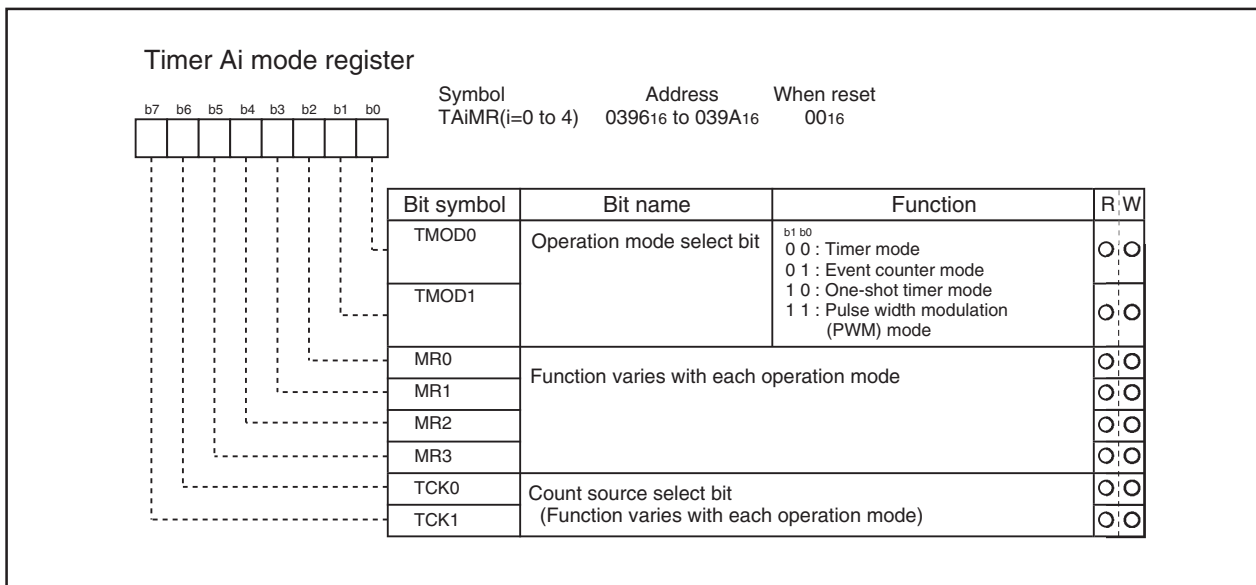 Timer Ai mode register
Symbol Address When reset
TAiMR(i=0 to 4) 039616 to 039A16 0016
b7 b6 b5 b4 b3 b2 b1 b0
Bit symbol Bit name Function R W
TMOD0 Operation mode select bit b1 b0
0 0 : Timer mode
0 1 : Event counter mode
TMOD1 1 0 : One-shot timer mode
1 1 : Pulse width modulation
(PWM) mode
MR0 Function varies with each operation mode
MR1
MR2
MR3
TCK0 Count source select bit
TCK1 (Function varies with each operation mode)